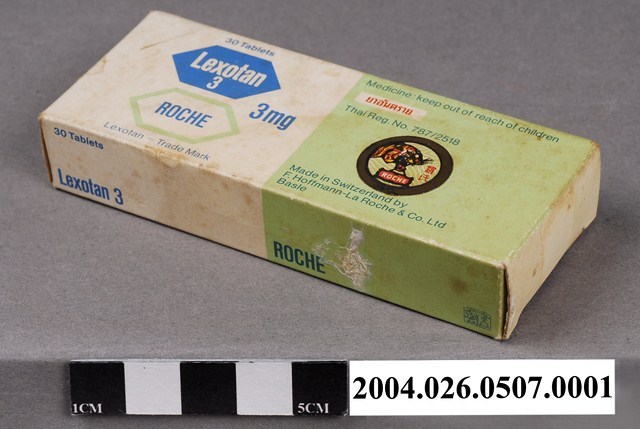 30 Tablets
Lexotan
3
3mg
ROCHE
Lexotan – Trade Mark
Medicine: keep out of reach of children
ยาอันตราย
Thai Reg. No. 787/2518
ROCHE
Made in Switzerland by
F. Hoffmann-La Roche & Co. Ltd
Basle
30 Tablets
Lexotan 3
ROCHE
1CM
5CM
2004.026.0507.0001